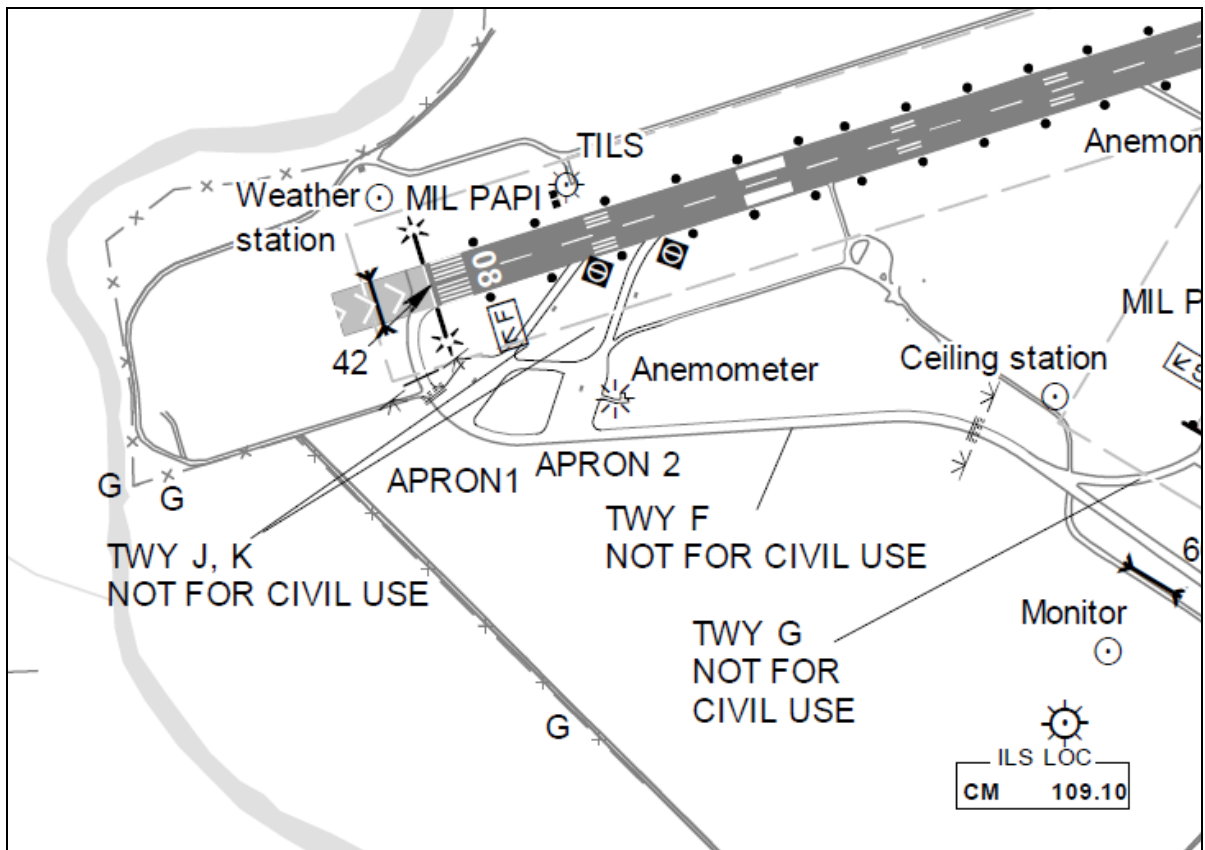 TILS
Anemon
Weather
station
MIL PAPI
08
F
42
MIL P
Ceiling station
S
Anemometer
APRON1
APRON 2
G
G
TWY J, K
NOT FOR CIVIL USE
TWY F
NOT FOR CIVIL USE
6
TWY G
NOT FOR
CIVIL USE
Monitor
G
ILS LOC
CM 109.10